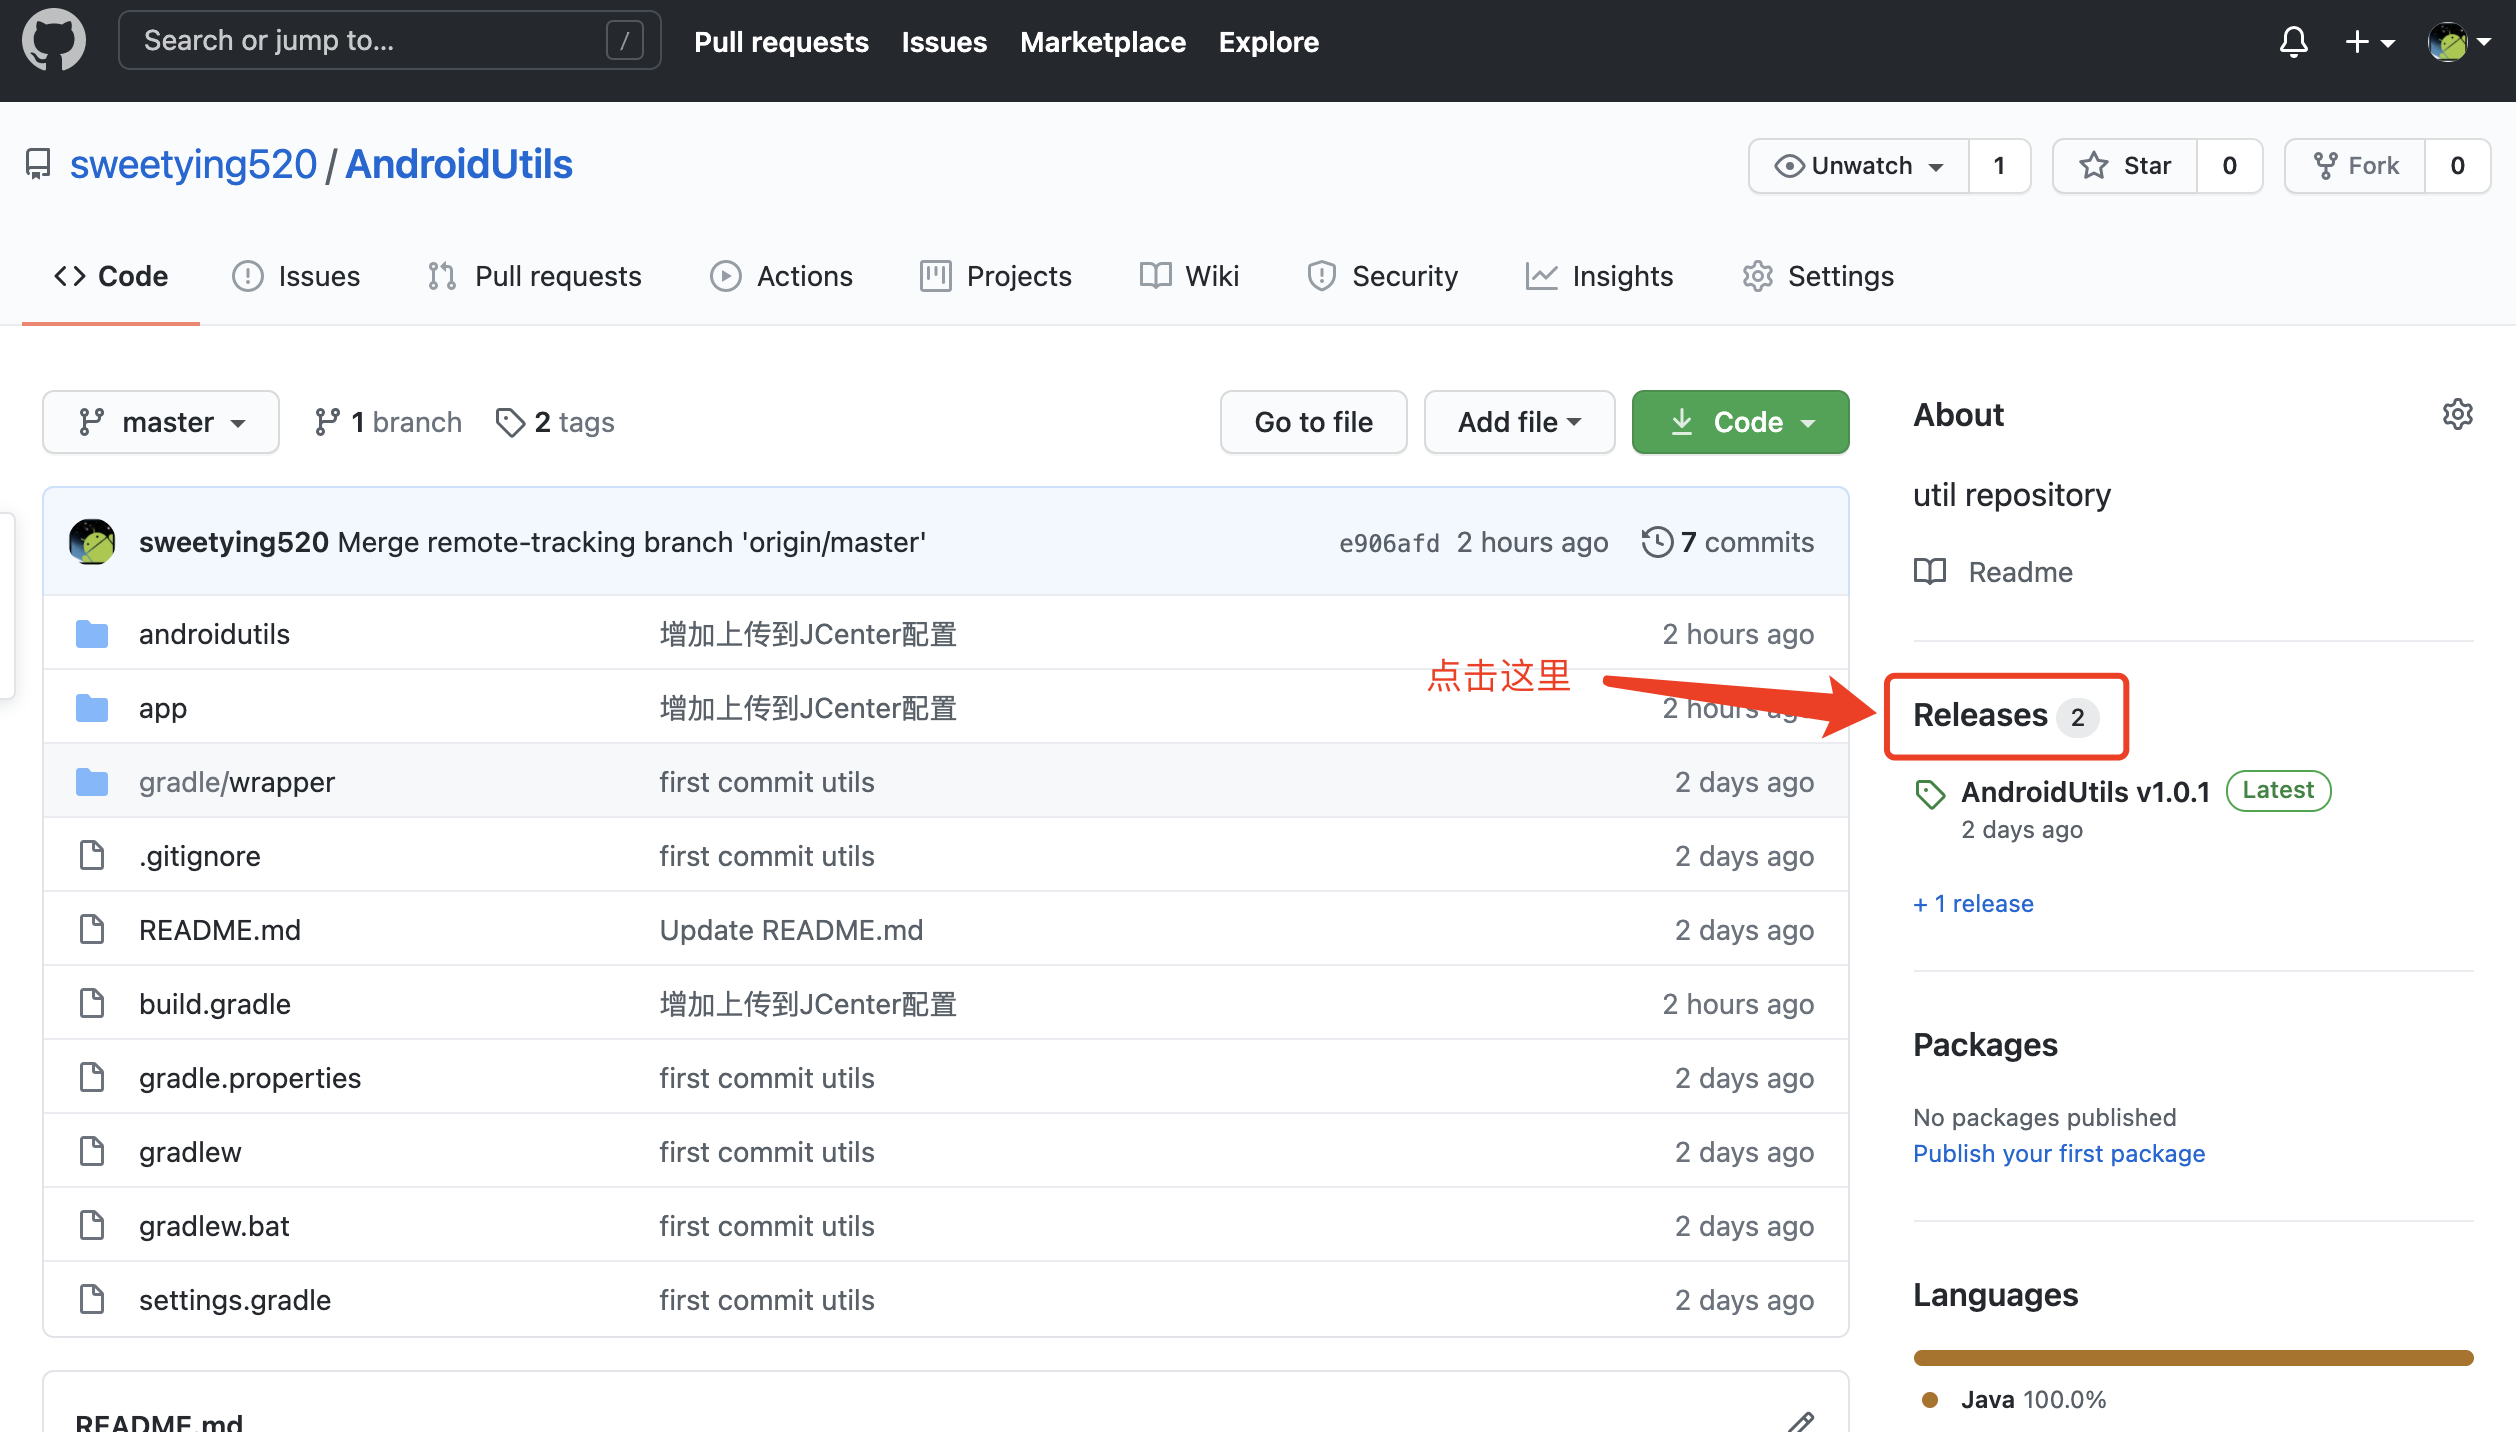 Search or jump to... /
Pull requests Issues Marketplace Explore
sweetying520 / AndroidUtils
Unwatch 1 Star 0 Fork 0
Code Issues Pull requests Actions Projects Wiki Security Insights Settings
master 1 branch 2 tags
Go to file Add file Code
sweetying520 Merge remote-tracking branch 'origin/master' e906afd 2 hours ago 7 commits
androidutils 增加上传到JCenter配置 2 hours ago
app 增加上传到JCenter配置 2 hours ago
gradle/wrapper first commit utils 2 days ago
.gitignore first commit utils 2 days ago
README.md Update README.md 2 days ago
build.gradle 增加上传到JCenter配置 2 hours ago
gradle.properties first commit utils 2 days ago
gradlew first commit utils 2 days ago
gradlew.bat first commit utils 2 days ago
settings.gradle first commit utils 2 days ago
README.md
点击这里
About
util repository
Readme
Releases 2
AndroidUtils v1.0.1 Latest
2 days ago
+ 1 release
Packages
No packages published
Publish your first package
Languages
Java 100.0%